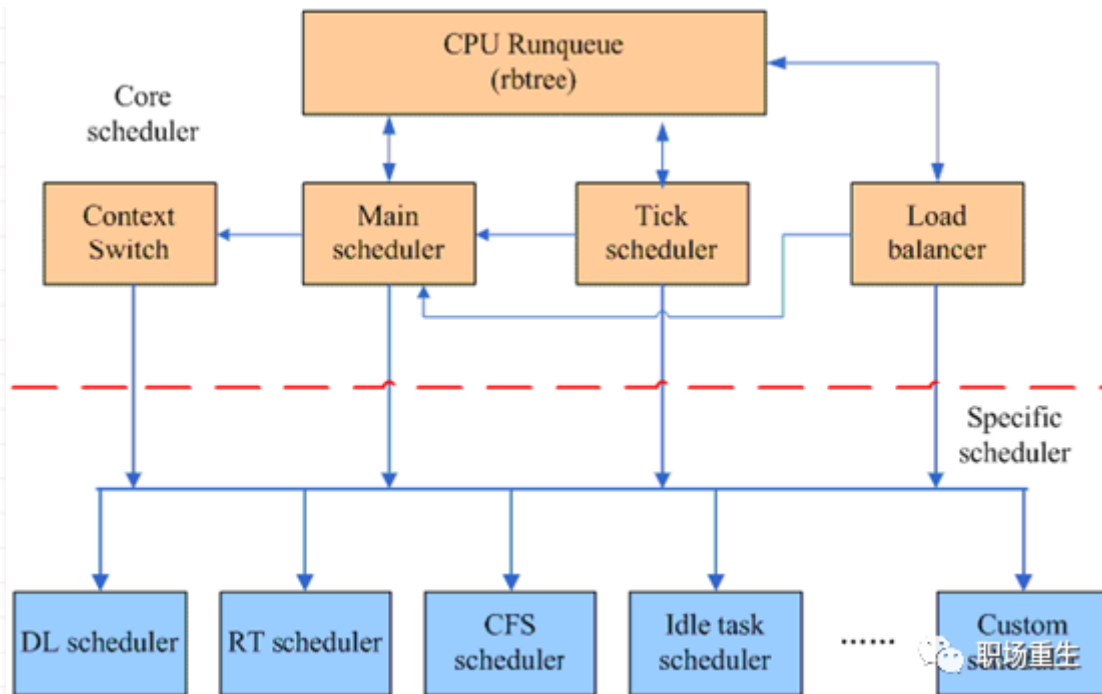 CPU Runqueue
(rbtree)
Core
scheduler
Context
Switch
Main
scheduler
Tick
scheduler
Load
balancer
Specific
scheduler
DL scheduler
RT scheduler
CFS
scheduler
Idle task
scheduler
......
Custom
scheduler
职场重生